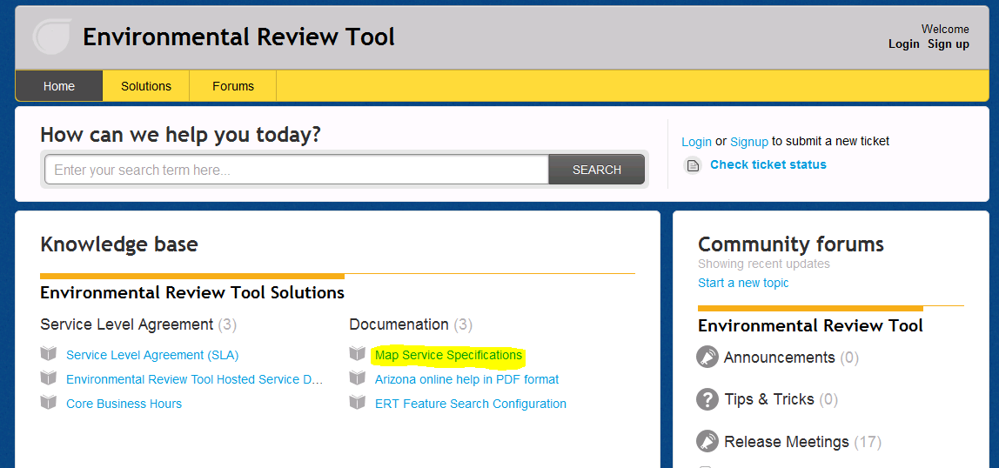 Environmental Review Tool
Welcome
Login Sign up
Home Solutions Forums
How can we help you today?
Enter your search term here...
SEARCH
Login or Signup to submit a new ticket
Check ticket status
Knowledge base
Environmental Review Tool Solutions
Service Level Agreement (3)
Service Level Agreement (SLA)
Environmental Review Tool Hosted Service D...
Core Business Hours
Documenation (3)
Map Service Specifications
Arizona online help in PDF format
ERT Feature Search Configuration
Community forums
Showing recent updates
Start a new topic
Environmental Review Tool
Announcements (0)
Tips & Tricks (0)
Release Meetings (17)